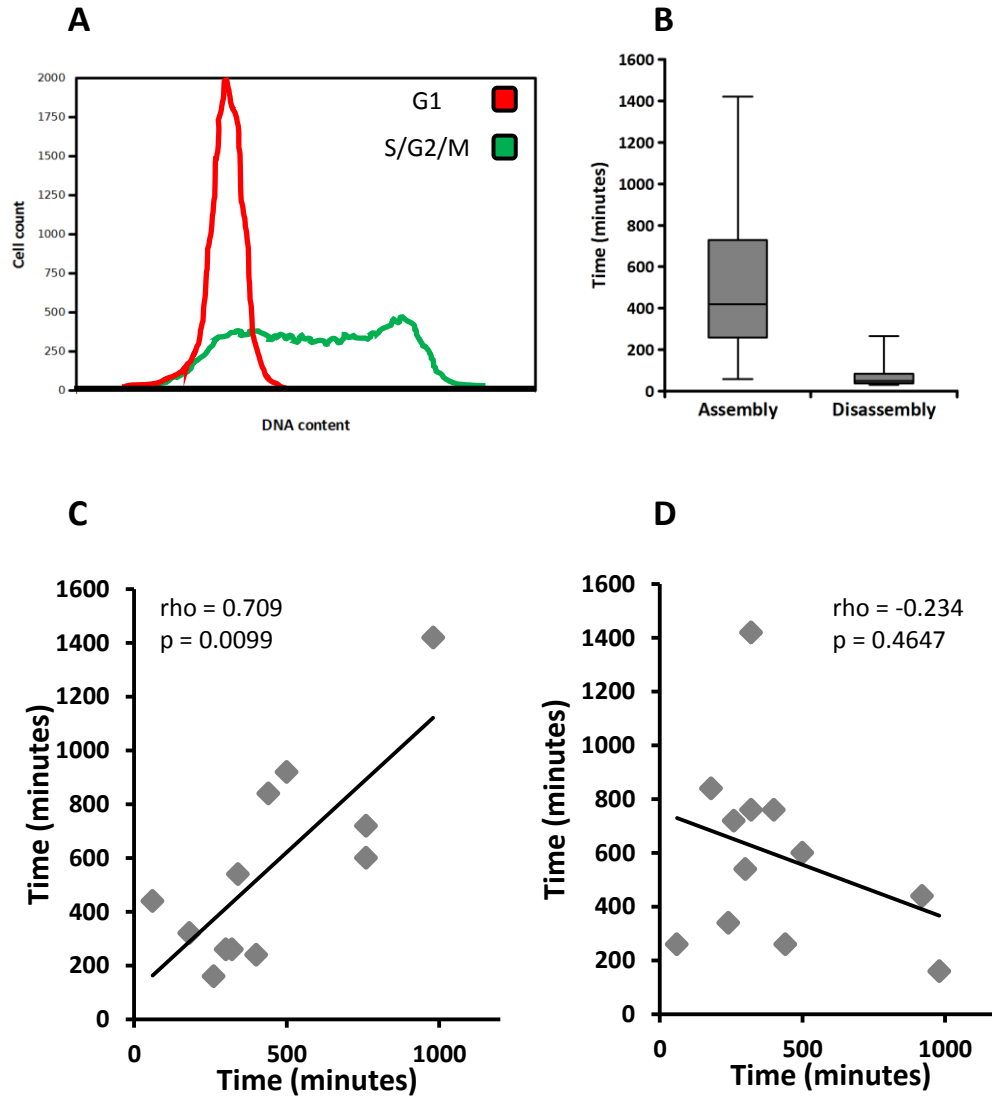 A
2000
1750
1500
1250
1000
750
500
250
0
Cell count
G1
S/G2/M
DNA content
B
1600
1400
1200
1000
800
600
400
200
0
Time (minutes)
Assembly
Disassembly
C
1600
1400
1200
1000
800
600
400
200
0
Time (minutes)
rho = 0.709
p = 0.0099
0
500
1000
Time (minutes)
D
1600
1400
1200
1000
800
600
400
200
0
Time (minutes)
rho = -0.234
p = 0.4647
0
500
1000
Time (minutes)